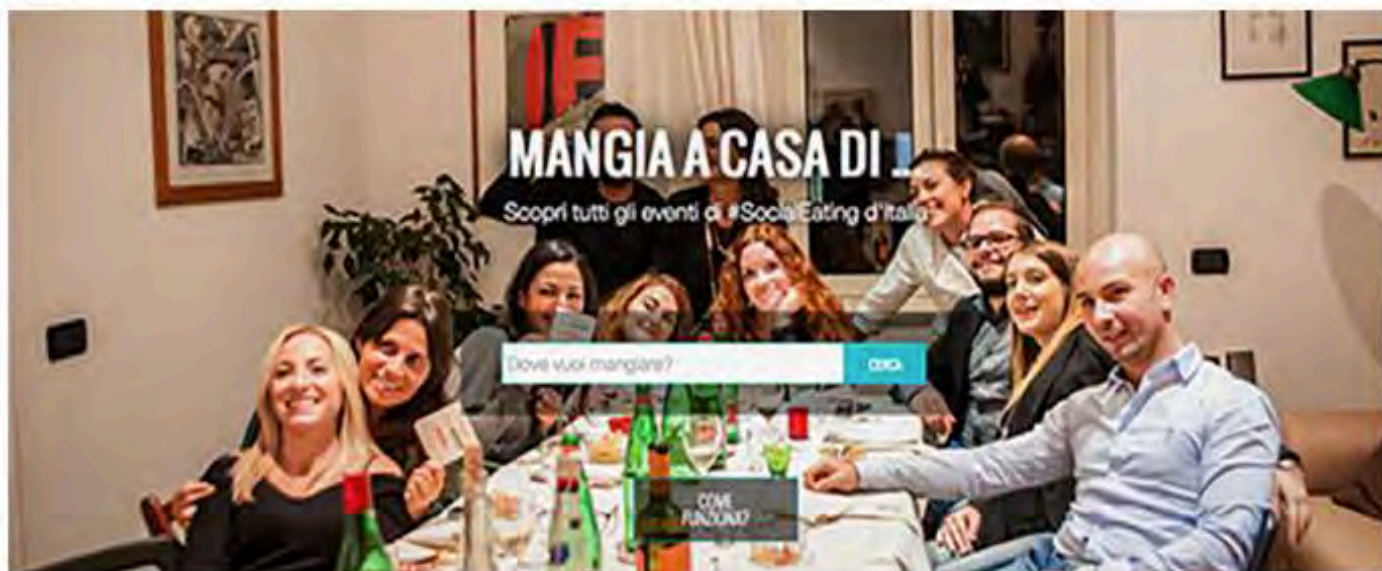 MANGIA A CASA DI ...
Scopri tutti gli eventi di #SocialEating d'Italia
Dove vuoi mangiare?
CERCA
COME
FUNZIONA?